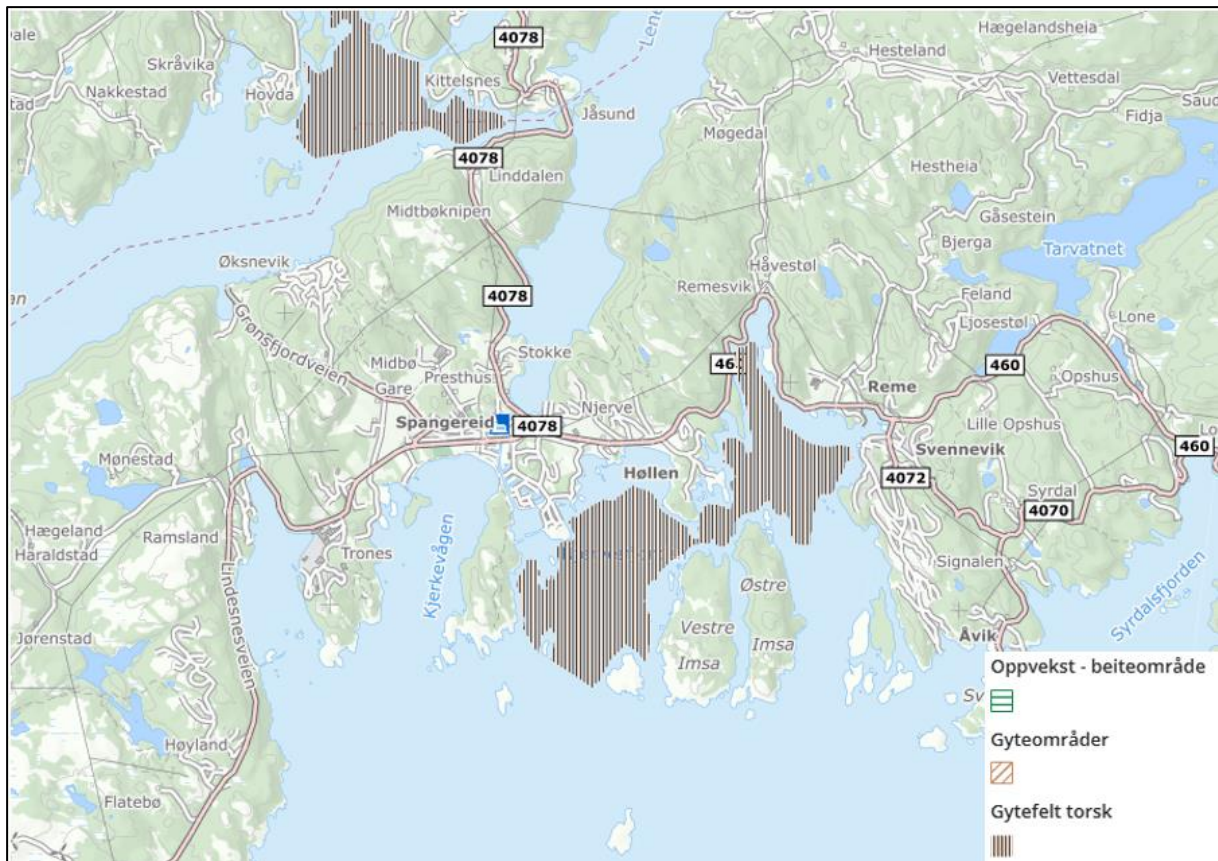 4078
Hægelandsheia
Hesteland
Skråvika
Kittelsnes
Vettesdal
Nakkestad
Hovda
Jåsund
Fidja
Møgedal
4078
Linddalen
Hestheia
Midtbøknipen
Gåsestein
Bjerga
Tarvatnet
Øksnevik
Håvestøl
4078
Remesvik
Feland
Grønsfjordveien
Ljosestøl
Lone
Stokke
Midbø
460
Presthus
Opshus
Gare
Reme
Njerve
Spangereid
4078
Lille Opshus
460
Svennevik
Mønestad
Høllen
4072
Syrdal
4070
Hægeland
Haraldstad
Ramsland
Trones
Signalen
Kjerkevågen
Østre
Imsa
Syrdalsfjorden
Lindesnesveien
Vestre
Imsa
Jørenstad
Åvik
Oppvekst - beiteområde
Høyland
Gyteområder
Flatebø
Gytefelt torsk